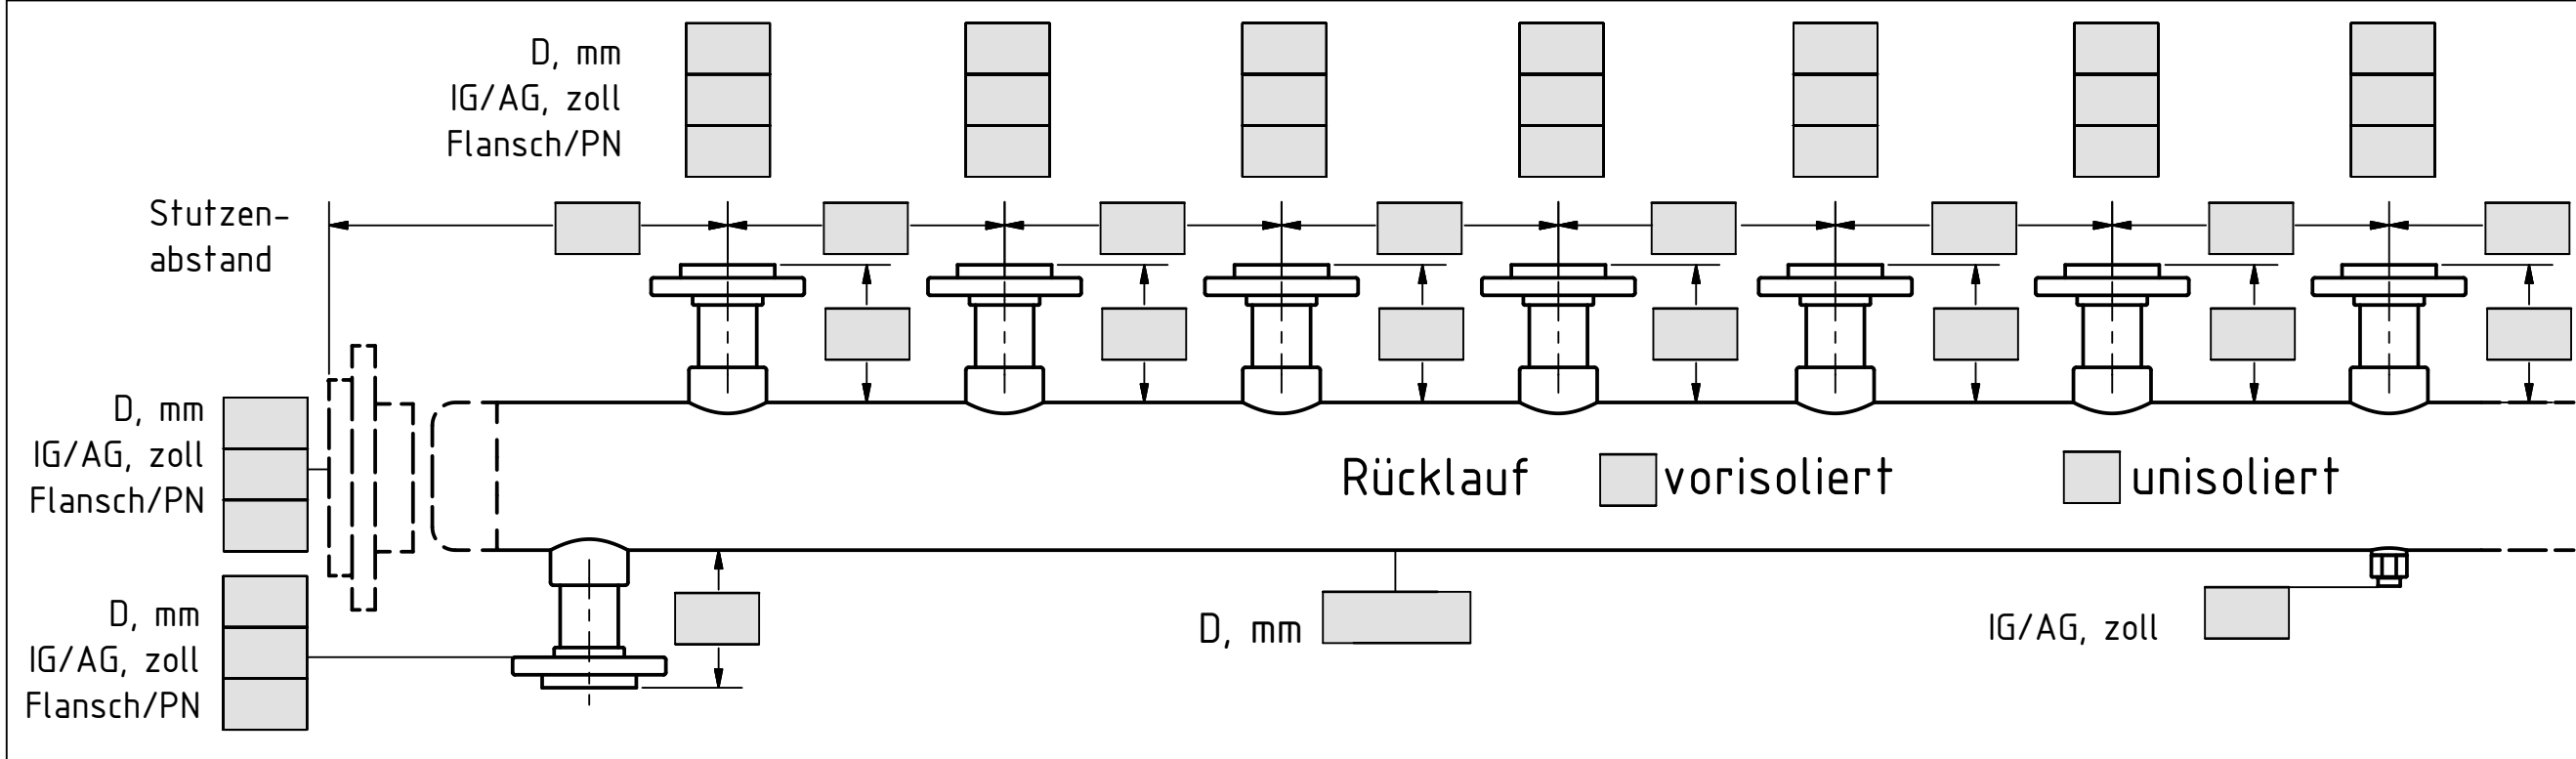 D, mm
IG/AG, zoll
Flansch/PN
Stutzen-
abstand
D, mm
IG/AG, zoll
Flansch/PN
Rücklauf vorisoliert unisoliert
D, mm
IG/AG, zoll
Flansch/PN
D, mm
IG/AG, zoll